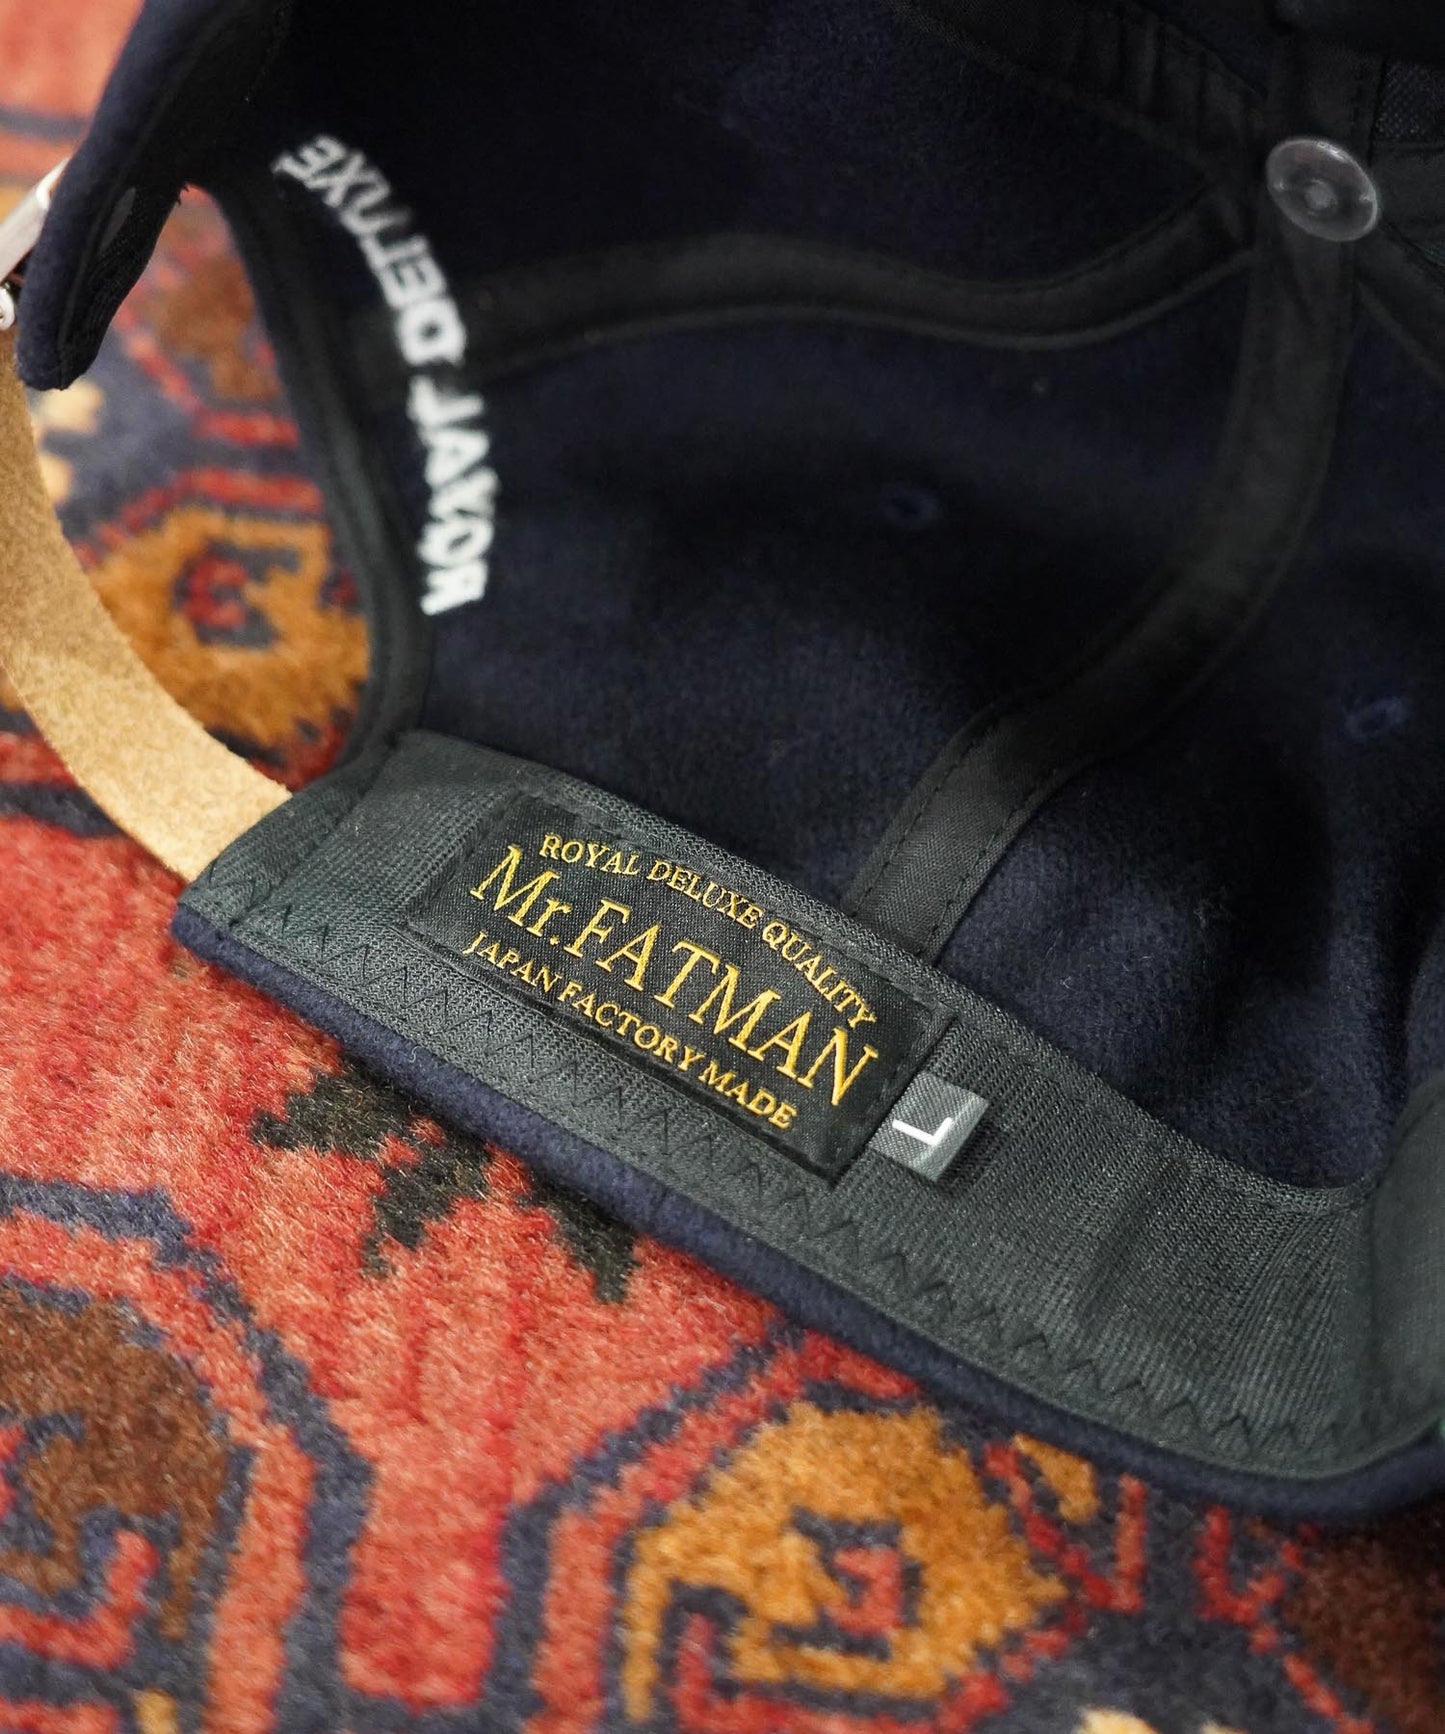 ROYAL DELUXE
ROYAL DELUXE QUALITY
Mr.FATMAN
JAPAN FACTORY MADE
L